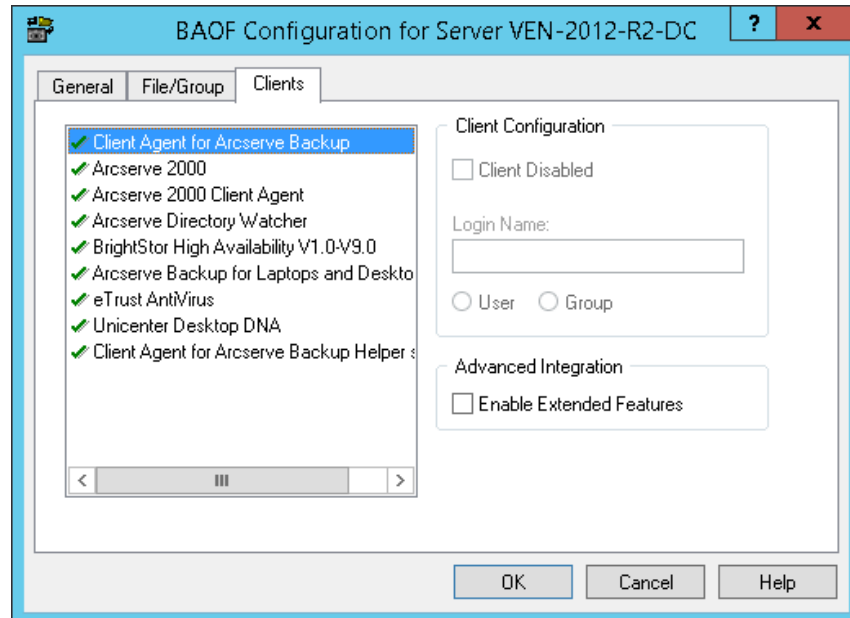 BAOF Configuration for Server VEN-2012-R2-DC
?
x
General
File/Group
Clients
Client Agent for Arcserve Backup
Arcserve 2000
Arcserve 2000 Client Agent
Arcserve Directory Watcher
BrightStor High Availability V1.0-V9.0
Arcserve Backup for Laptops and Deskto
eTrust AntiVirus
Unicenter Desktop DNA
Client Agent for Arcserve Backup Helper s
Client Configuration
Client Disabled
Login Name:
User
Group
Advanced Integration
Enable Extended Features
OK
Cancel
Help